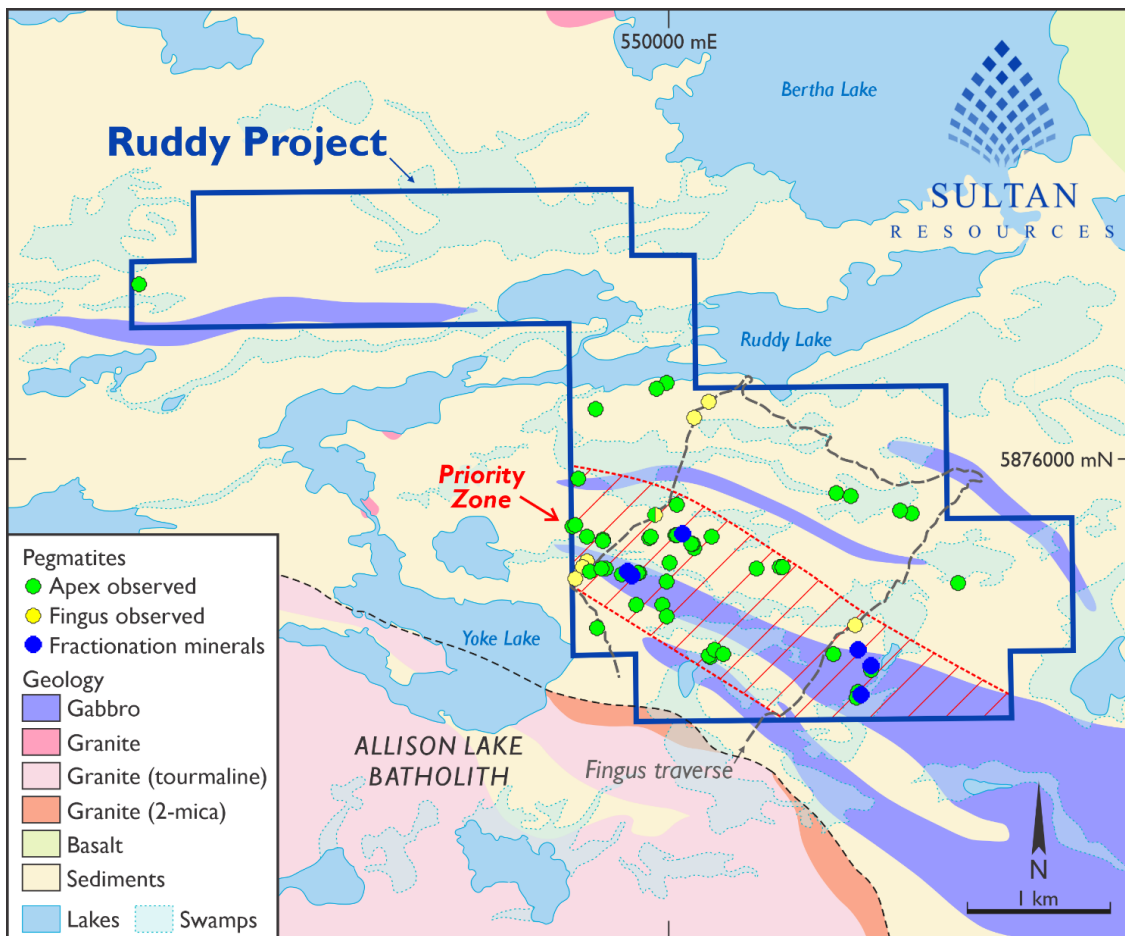 550000 mE
Bertha Lake
Ruddy Project
SULTAN
RESOURCES
Ruddy Lake
5876000 mN
Priority
Zone
Pegmatites
Apex observed
Fingus observed
Fractionation minerals
Geology
Gabbro
Granite
Granite (tourmaline)
Granite (2-mica)
Basalt
Sediments
Lakes
Swamps
Yoke Lake
ALLISON LAKE
BATHOLITH
Fingus traverse
N
1 km